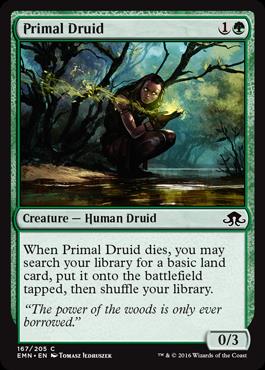 Primal Druid 1
Creature — Human Druid
When Primal Druid dies, you may
search your library for a basic land
card, put it onto the battlefield
tapped, then shuffle your library.
“The power of the woods is only ever
borrowed.”
0/3
167/205 C
EMN • EN Tomasz Jedruszek ™ & © 2016 Wizards of the Coast